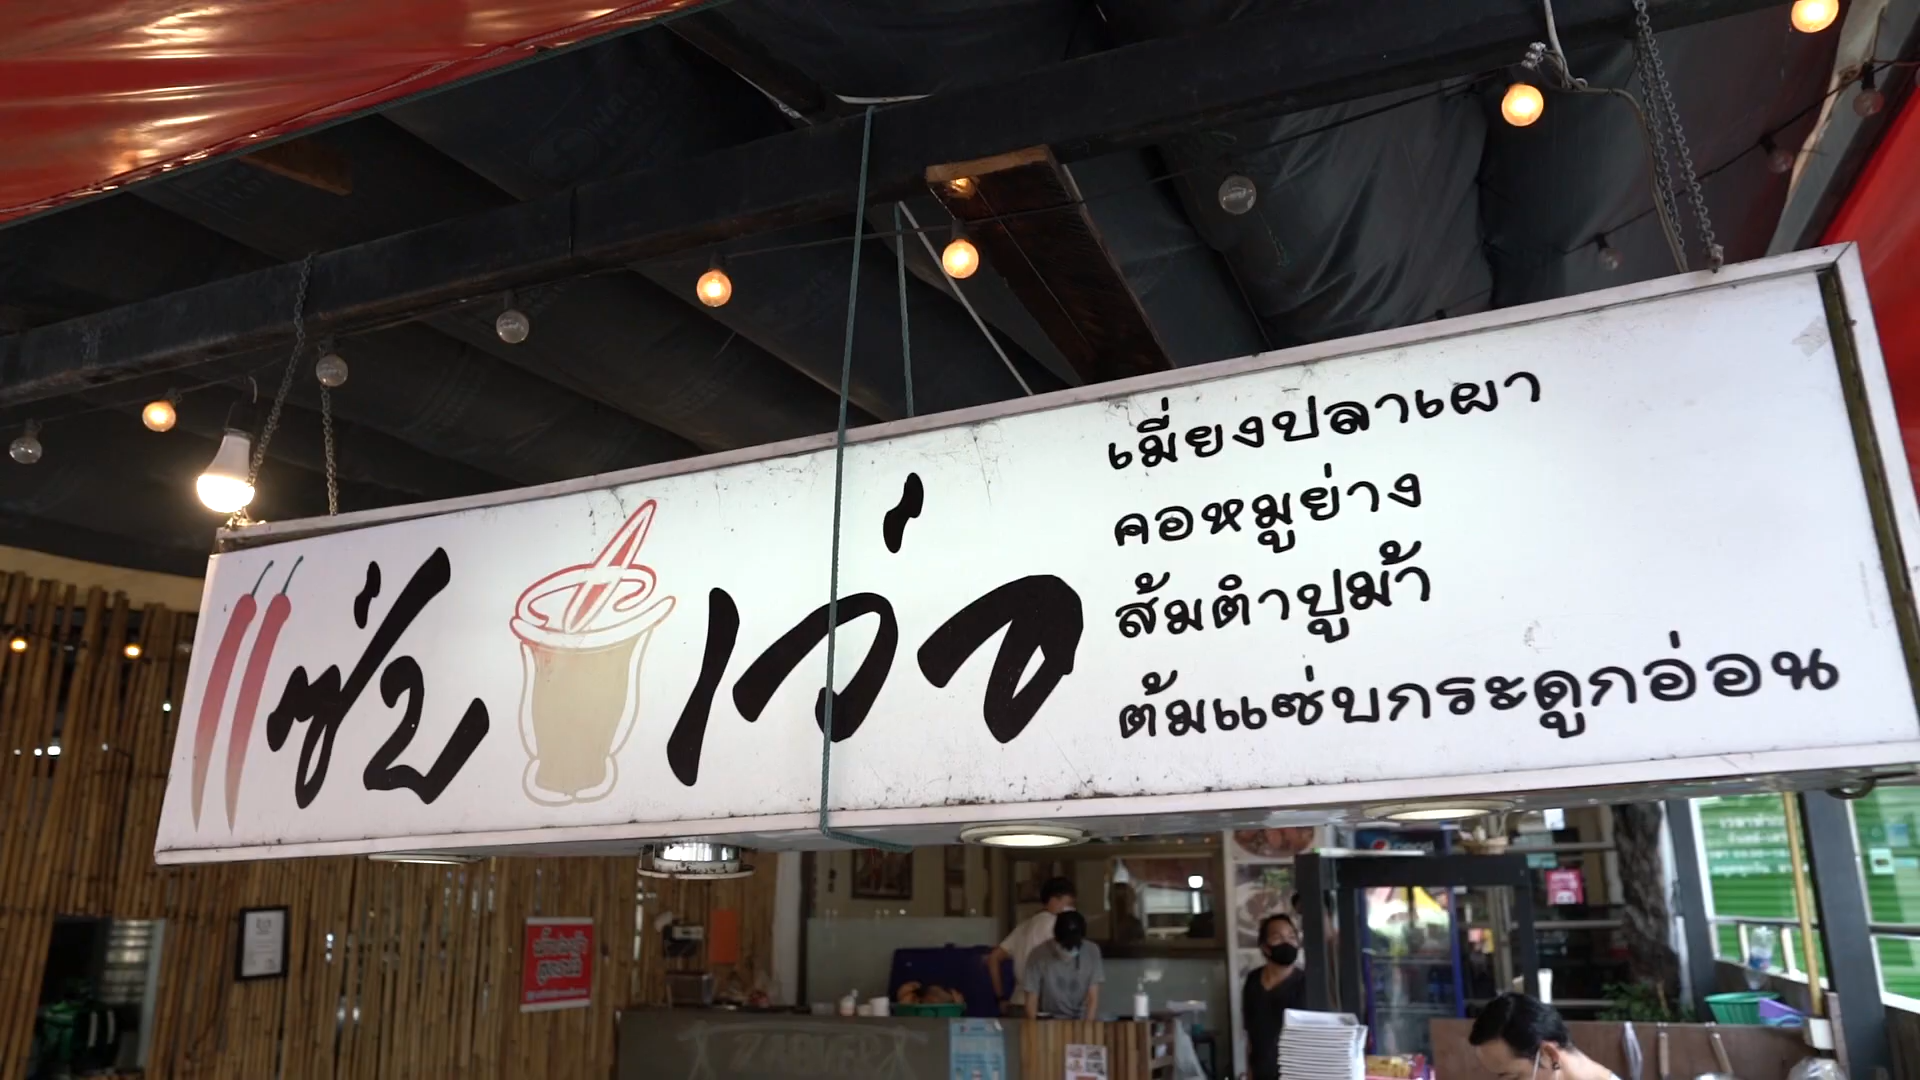 แซ่บ เว่อ
เมี่ยงปลาเผา
คอหมูย่าง
ส้มตำปูม้า
ต้มแซ่บกระดูกอ่อน
pepsi